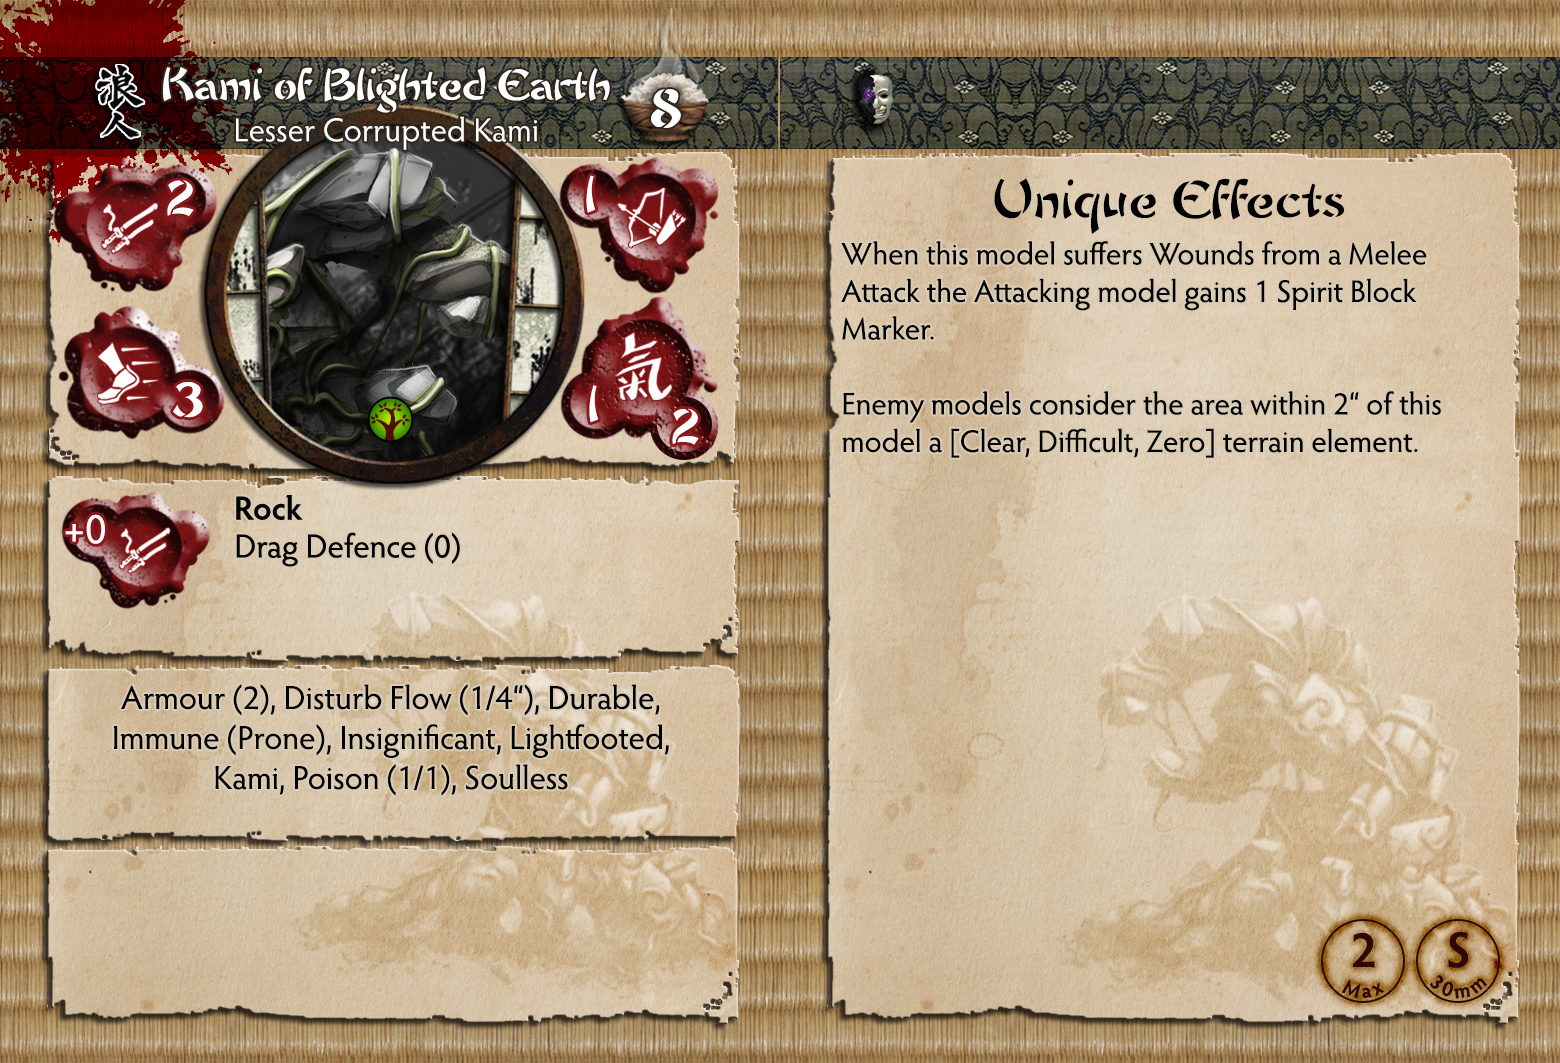 浪人
Kami of Blighted Earth
8
Lesser Corrupted Kami
2
1
3
氣
1
2
+0
Rock
Drag Defence (0)
Armour (2), Disturb Flow (1/4"), Durable,
Immune (Prone), Insignificant, Lightfooted,
Kami, Poison (1/1), Soulless
Unique Effects
When this model suffers Wounds from a Melee
Attack the Attacking model gains 1 Spirit Block
Marker.
Enemy models consider the area within 2" of this
model a [Clear, Difficult, Zero] terrain element.
2
Max
S
30mm